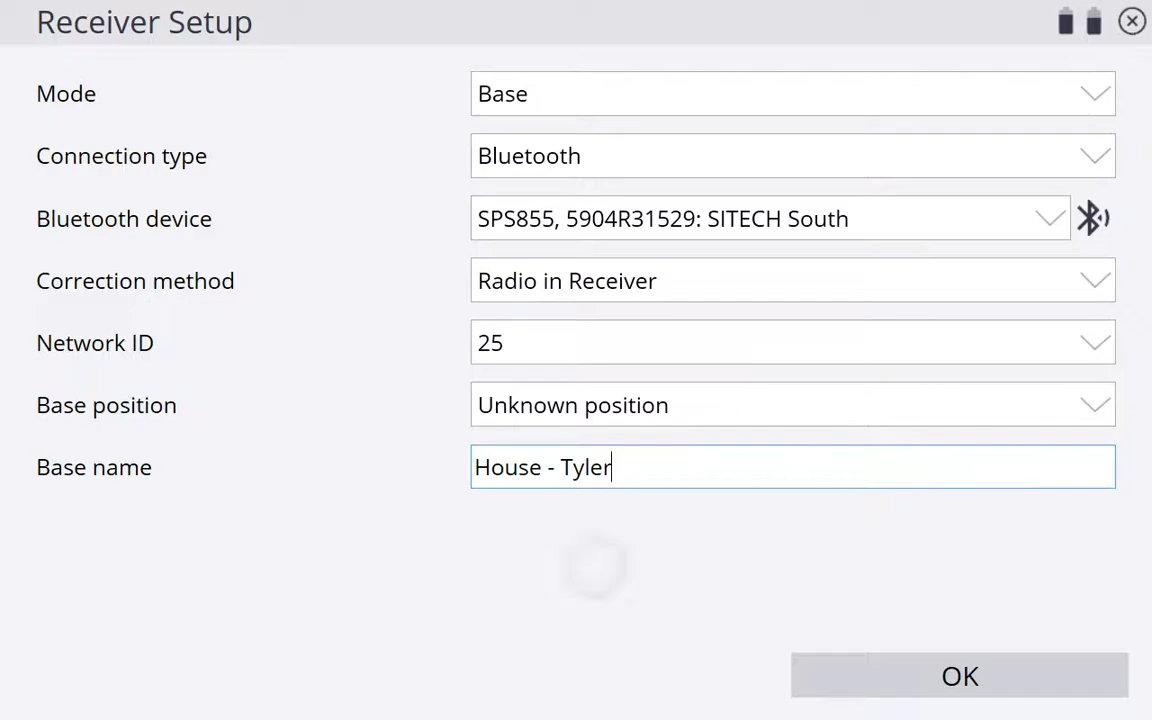 Receiver Setup
Mode Base
Connection type Bluetooth
Bluetooth device SPS855, 5904R31529: SITECH South
Correction method Radio in Receiver
Network ID 25
Base position Unknown position
Base name House - Tyler
OK